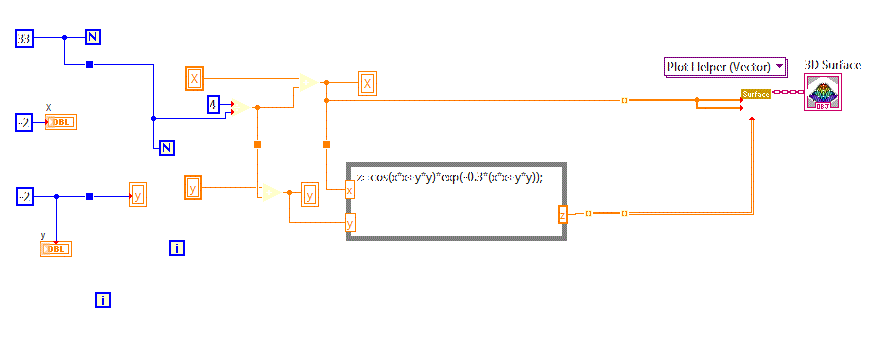 33
N
X
X
Plot Helper (Vector)
3D Surface
4
Surface
X
-2
DBL
N
-2
y
y
y
z=cos(x*x+y*y)*exp(-0.3*(x*x+y*y));
x
y
z
y
DBL
i
i